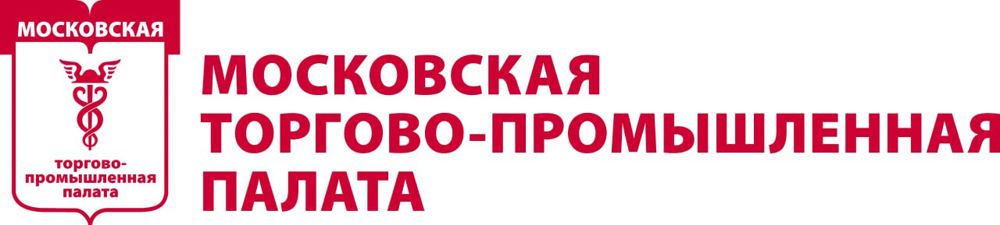 МОСКОВСКАЯ
торгово-
промышленная
палата
МОСКОВСКАЯ
ТОРГОВО-ПРОМЫШЛЕННАЯ
ПАЛАТА